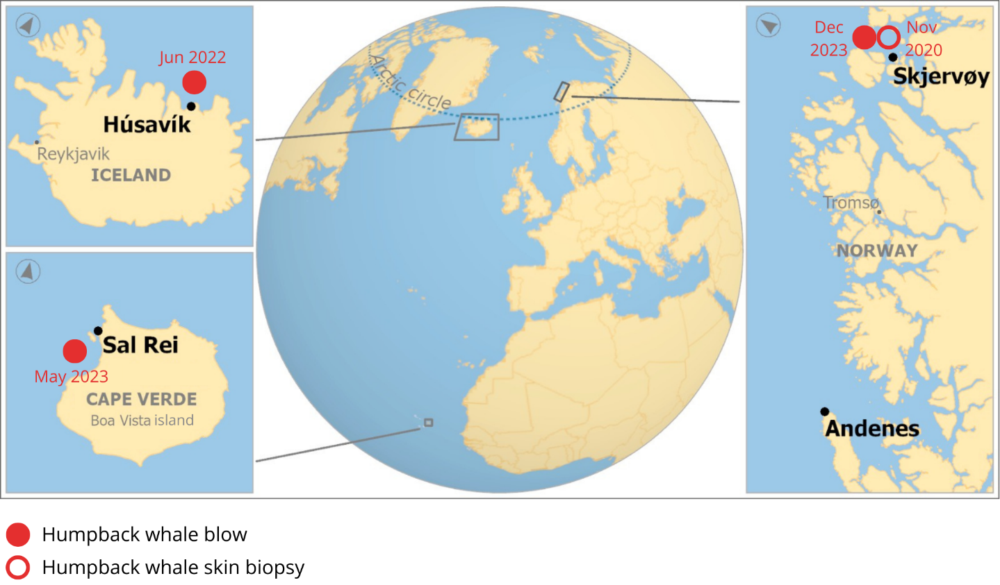 Jun 2022
Húsavík
Reykjavik
ICELAND
Sal Rei
May 2023
CAPE VERDE
Boa Vista island
Arctic circle
Dec
2023
Nov
2020
Skjervøy
Tromsø
NORWAY
Andenes
Humpback whale blow
Humpback whale skin biopsy